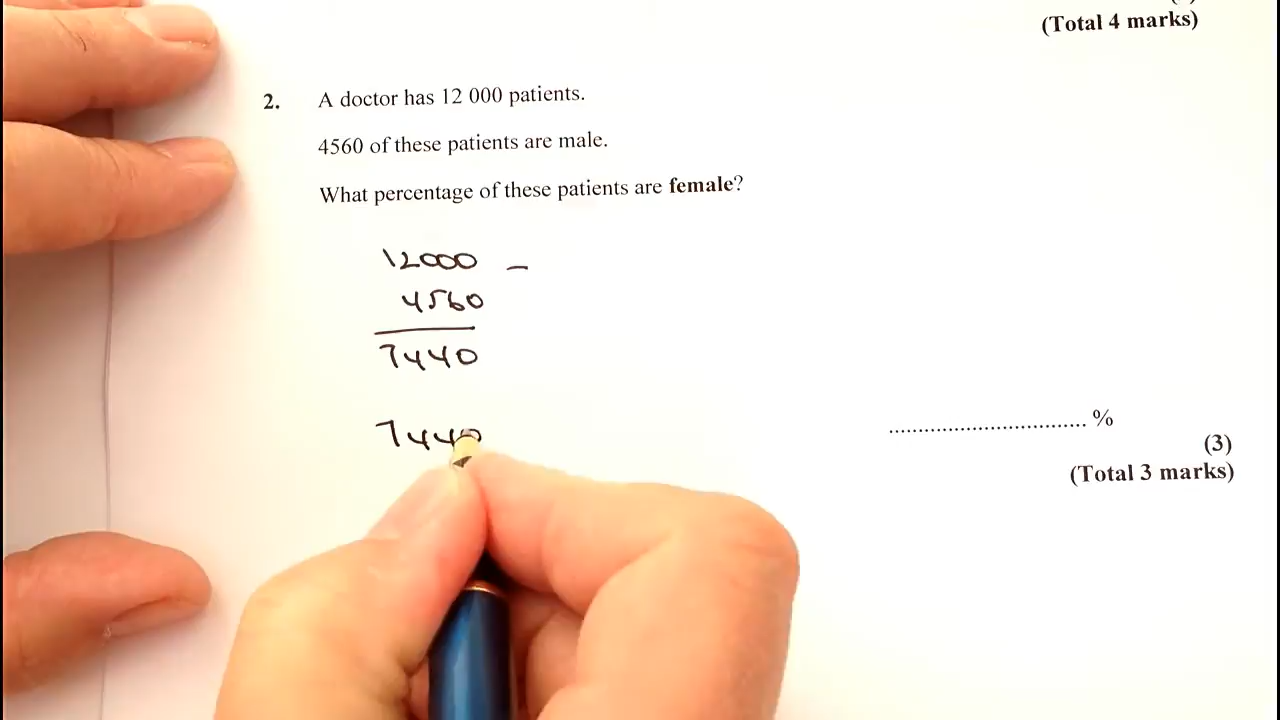 (Total 4 marks)
2. A doctor has 12 000 patients.
4560 of these patients are male.
What percentage of these patients are female?
12000 –
4560
7440
7440
................................. %
(3)
(Total 3 marks)